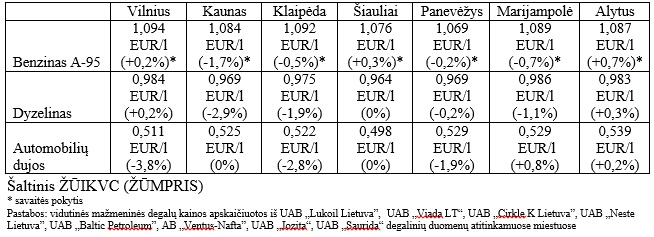 Vilnius Kaunas Klaipėda Šiauliai Panevėžys Marijampolė Alytus
1,094 1,084 1,092 1,076 1,069 1,089 1,087
EUR/l EUR/l EUR/l EUR/l EUR/l EUR/l EUR/l
Benzinas A-95 (+0,2%)* (-1,7%)* (-0,5%)* (+0,3%)* (-0,2%)* (-0,7%)* (+0,7%)*
0,984 0,969 0,975 0,964 0,969 0,986 0,983
EUR/l EUR/l EUR/l EUR/l EUR/l EUR/l EUR/l
Dyzelinas (+0,2%) (-2,9%) (-1,9%) (0%) (-0,2%) (-1,1%) (+0,3%)
0,511 0,525 0,522 0,498 0,529 0,529 0,539
Automobilių EUR/l EUR/l EUR/l EUR/l EUR/l EUR/l EUR/l
dujos (-3,8%) (0%) (-2,8%) (0%) (-1,9%) (+0,8%) (+0,2%)
Šaltinis ŽŪIKVC (ŽŪMPRIS)
* savaitės pokytis
Pastabos: vidutinės mažmeninės degalų kainos apskaičiuotos iš UAB „Lukoil Lietuva”, UAB „Viada LT“, UAB „Cirkle K Lietuva”, UAB „Neste
Lietuva”, UAB „Baltic Petroleum”, AB „Ventus-Nafta”, UAB „Jozita”, UAB „Saurida” degalinių duomenų atitinkamuose miestuose